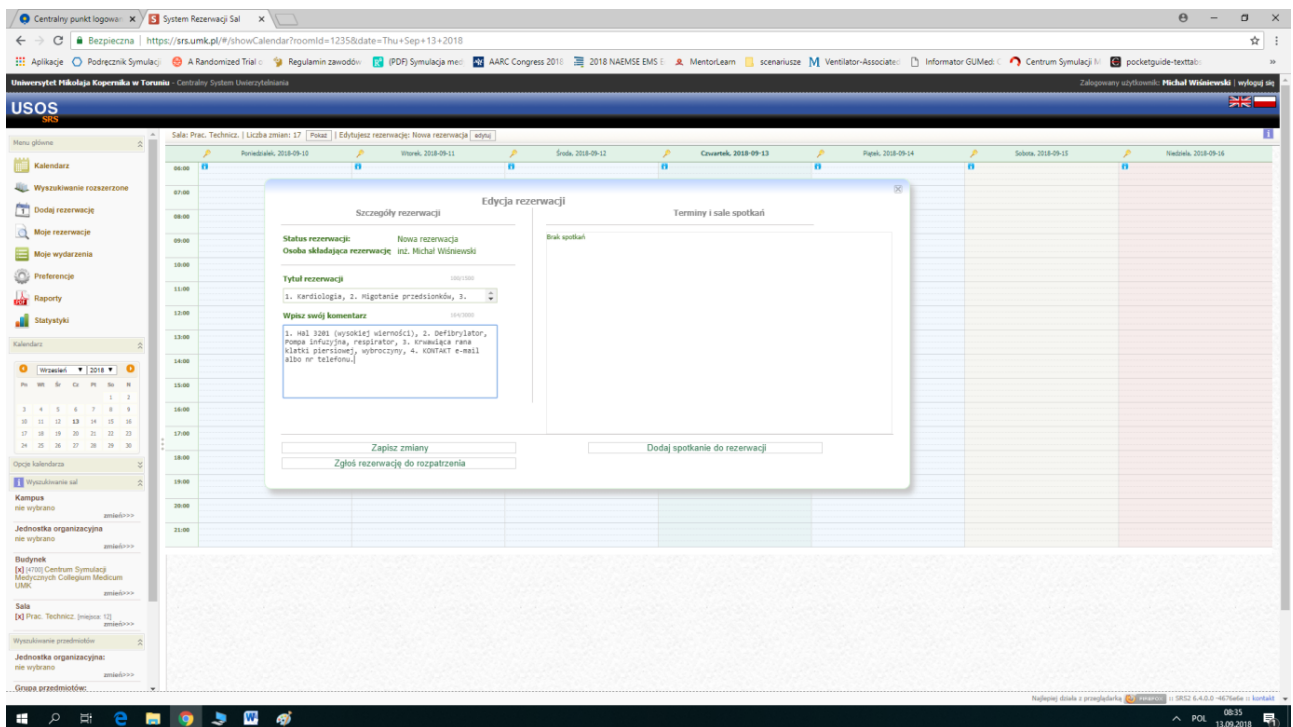 Centralny punkt logowan
System Rezerwacji Sal
Bezpieczna | https://srs.umk.pl/#/showCalendar?roomId=1235&date=Thu+Sep+13+2018
Aplikacje
Podręcznik Symulacj
A Randomized Trial o
Regulamin zawodów
(PDF) Symulacja med
AARC Congress 2018
2018 NAEMSE EMS E
MentorLearn
scenariusze
Ventilator-Associated
Informator GUMed: C
Centrum Symulacji M
pocketguide-texttabs
Uniwersytet Mikołaja Kopernika w Toruniu - Centralny System Uwierzytelniania
Zalogowany użytkownik: Michał Wiśniewski | wyloguj się
USOS
SRS
Menu główne
Sala: Prac. Technicz. | Liczba zmian: 17 Pokaż | Edytujesz rezerwację: Nowa rezerwacja edytuj
Poniedziałek, 2018-09-10
Wtorek, 2018-09-11
Środa, 2018-09-12
Czwartek, 2018-09-13
Piątek, 2018-09-14
Sobota, 2018-09-15
Niedziela, 2018-09-16
06:00
07:00
08:00
09:00
10:00
11:00
12:00
13:00
14:00
15:00
16:00
17:00
18:00
19:00
20:00
21:00
Kalendarz
Wyszukiwanie rozszerzone
Dodaj rezerwację
Moje rezerwacje
Moje wydarzenia
Preferencje
Raporty
Statystyki
Kalendarz
Wrzesień 2018
Pn Wt Śr Cz Pt So N
1 2
3 4 5 6 7 8 9
10 11 12 13 14 15 16
17 18 19 20 21 22 23
24 25 26 27 28 29 30
Opcje kalendarza
Wyszukiwanie sal
Kampus
nie wybrano
zmień>>>
Jednostka organizacyjna
nie wybrano
zmień>>>
Budynek
[x] [4700] Centrum Symulacji
Medycznych Collegium Medicum
UMK
zmień>>>
Sala
[x] Prac. Technicz. [miejsca: 12]
zmień>>>
Wyszukiwanie przedmiotów
Jednostka organizacyjna:
nie wybrano
zmień>>>
Grupa przedmiotów:
Edycja rezerwacji
Szczegóły rezerwacji
Status rezerwacji: Nowa rezerwacja
Osoba składająca rezerwację inż. Michał Wiśniewski
Tytuł rezerwacji
1. Kardiologia, 2. Migotanie przedsionków, 3.
Wpisz swój komentarz
1. Hal 3201 (wysokiej wierności), 2. Defibrylator,
Pompa infuzyjna, respirator, 3. Krwawiąca rana
klatki piersiowej, wybroczyny, 4. KONTAKT e-mail
albo nr telefonu.
Zapisz zmiany
Zgłoś rezerwację do rozpatrzenia
Terminy i sale spotkań
Brak spotkań
Dodaj spotkanie do rezerwacji
Najlepiej działa z przeglądarką
:: SRS2 6.4.0.0 -4676e6e :: kontakt
POL
08:35
13.09.2018